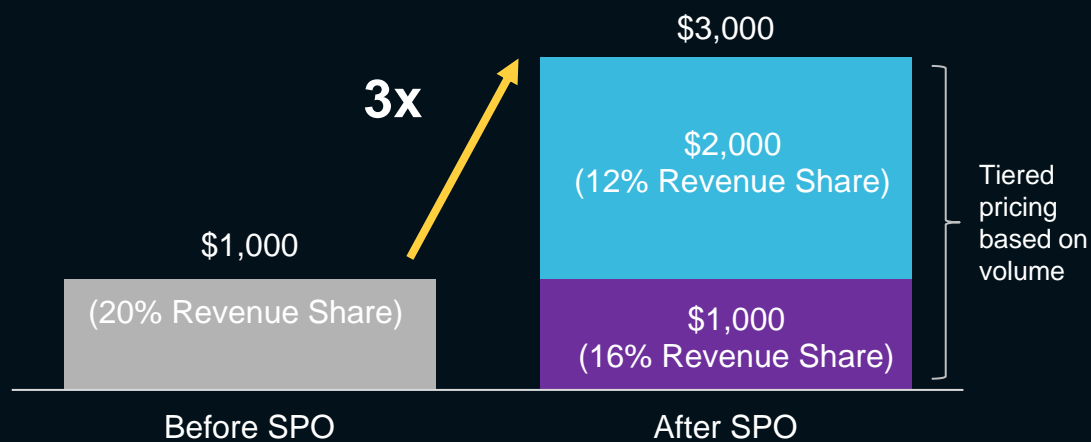 $3,000
3x
$2,000
(12% Revenue Share)
Tiered
pricing
based on
volume
$1,000
(20% Revenue Share)
$1,000
(16% Revenue Share)
Before SPO
After SPO